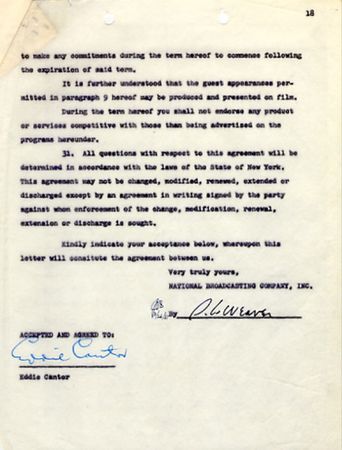 18
to make any commitments during the term hereof to commence following
the expiration of said term.
It is further understood that the guest appearances per-
mitted in paragraph 9 hereof may be produced and presented on film.
During the term hereof you shall not endorse any product
or services competitive with those than being advertised on the
programs hereunder.
31. All questions with respect to this agreement will be
determined in accordance with the laws of the State of New York.
This agreement may not be changed, modified, renewed, extended or
discharged except by an agreement in writing signed by the party
against whom enforcement of the change, modification, renewal,
extension or discharge is sought.
Kindly indicate your acceptance below, whereupon this
letter will constitute the agreement between us.
Very truly yours,
NATIONAL BROADCASTING COMPANY, INC.
By Weaver
ACCEPTED AND AGREED TO:
Eddie Cantor
Eddie Cantor